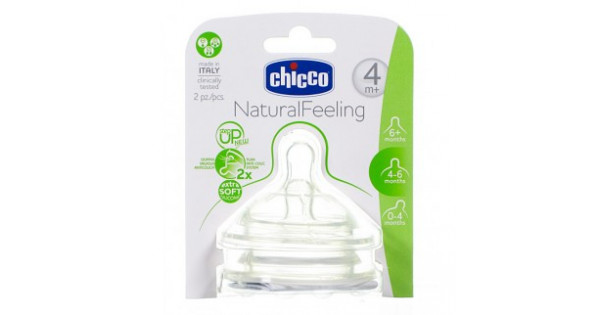 made in
ITALY
clinically
tested
2 pz./pcs.
chicco
4
m+
NaturalFeeling
UP
NEW
2x
extra
SOFT
6+
months
4-6
months
0-4
months